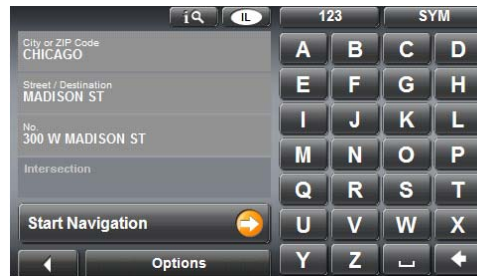 i IL 123 SYM
City or ZIP Code
CHICAGO
Street / Destination
MADISON ST
No.
300 W MADISON ST
Intersection
Start Navigation
Options
A B C D
E F G H
I J K L
M N O P
Q R S T
U V W X
Y Z